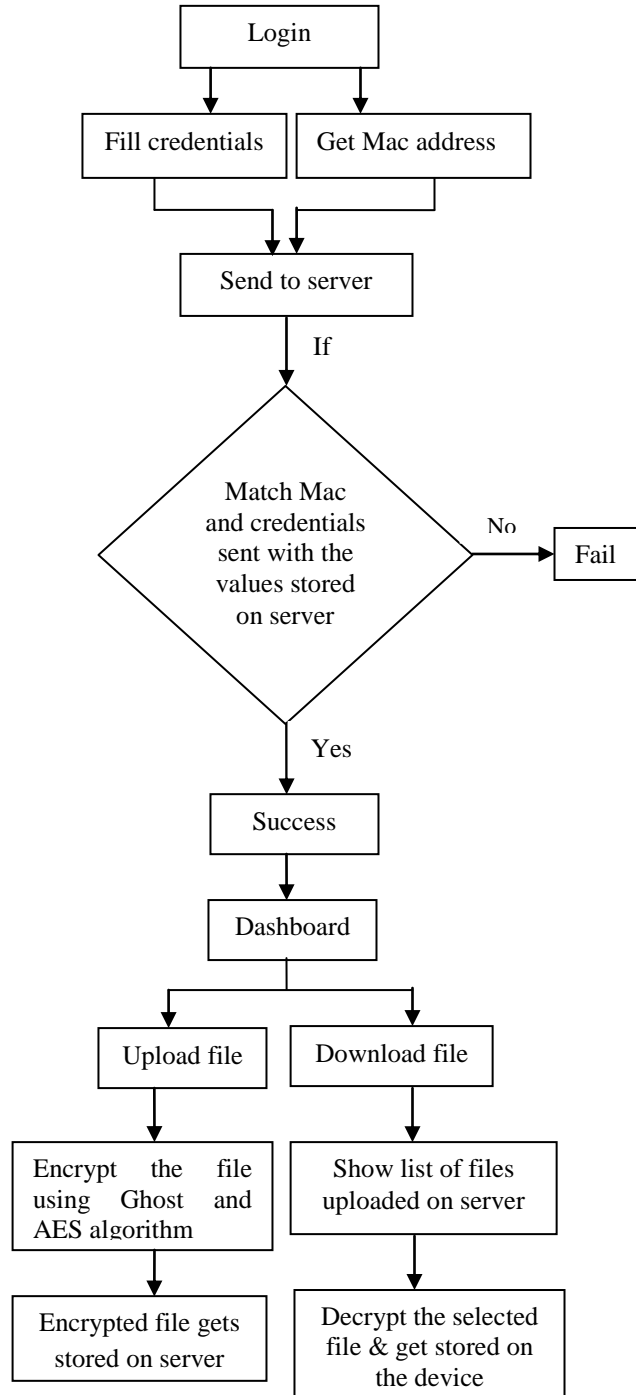 Login
Fill credentials
Get Mac address
Send to server
If
Match Mac
and credentials
sent with the
values stored
on server
No
Fail
Yes
Success
Dashboard
Upload file
Download file
Encrypt the file
using Ghost and
AES algorithm
Show list of files
uploaded on server
Encrypted file gets
stored on server
Decrypt the selected
file & get stored on
the device